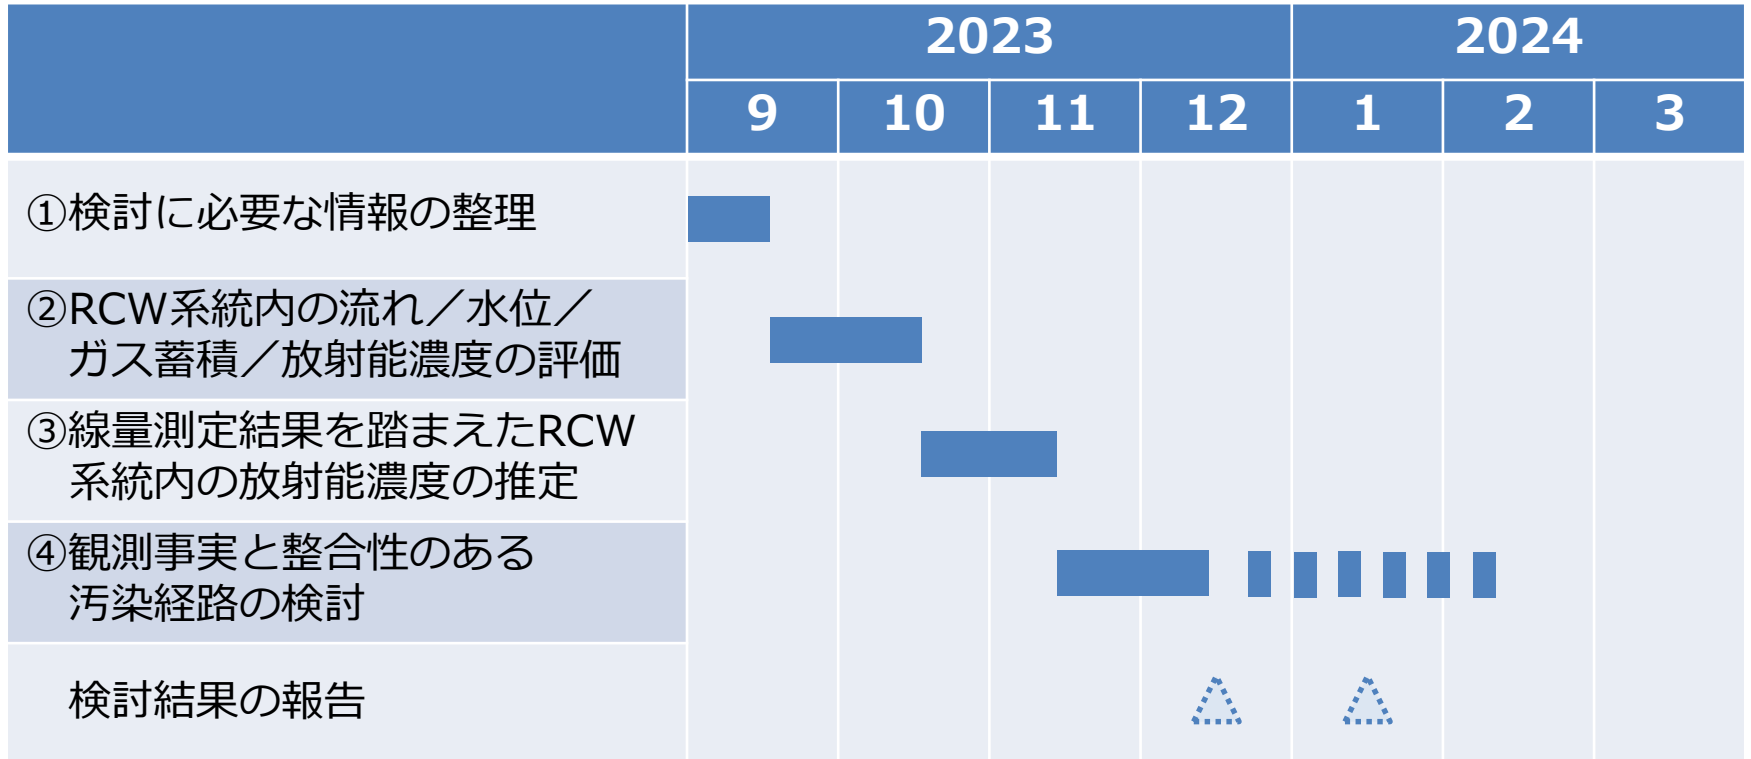 2023 2024
9 10 11 12 1 2 3
①検討に必要な情報の整理
②RCW系統内の流れ／水位／
ガス蓄積／放射能濃度の評価
③線量測定結果を踏まえたRCW
系統内の放射能濃度の推定
④観測事実と整合性のある
汚染経路の検討
検討結果の報告